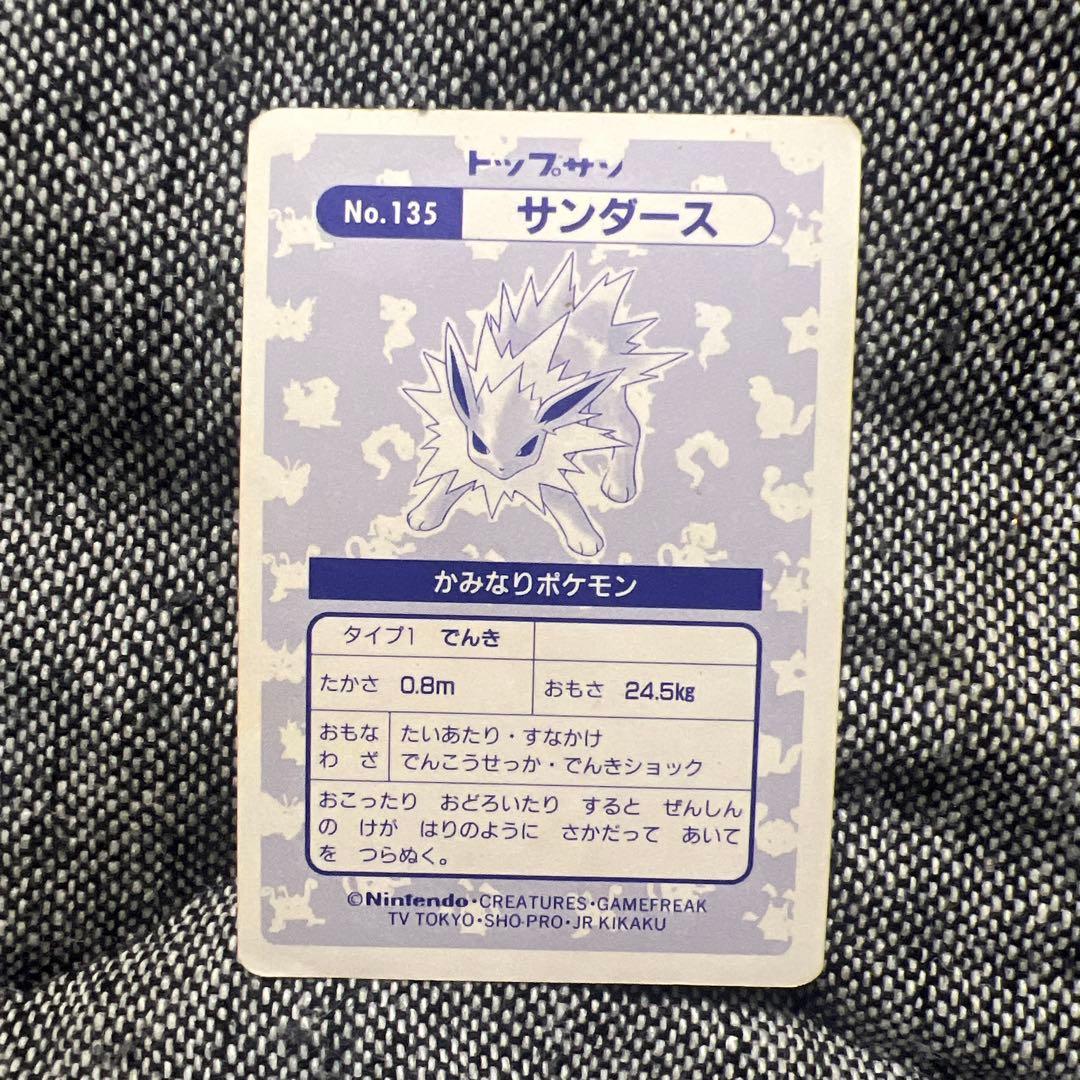 トップサン
No.135 サンダース
かみなりポケモン
タイプ1 でんき
たかさ 0.8m おもさ 24.5kg
おもな
わ ざ
たいあたり・すなかけ
でんこうせっか・でんきショック
おこったり おどろいたり すると ぜんしん
の けが はりのように さかだって あいて
を つらぬく。
©Nintendo・CREATURES・GAMEFREAK
TV TOKYO・SHO-PRO・JR KIKAKU